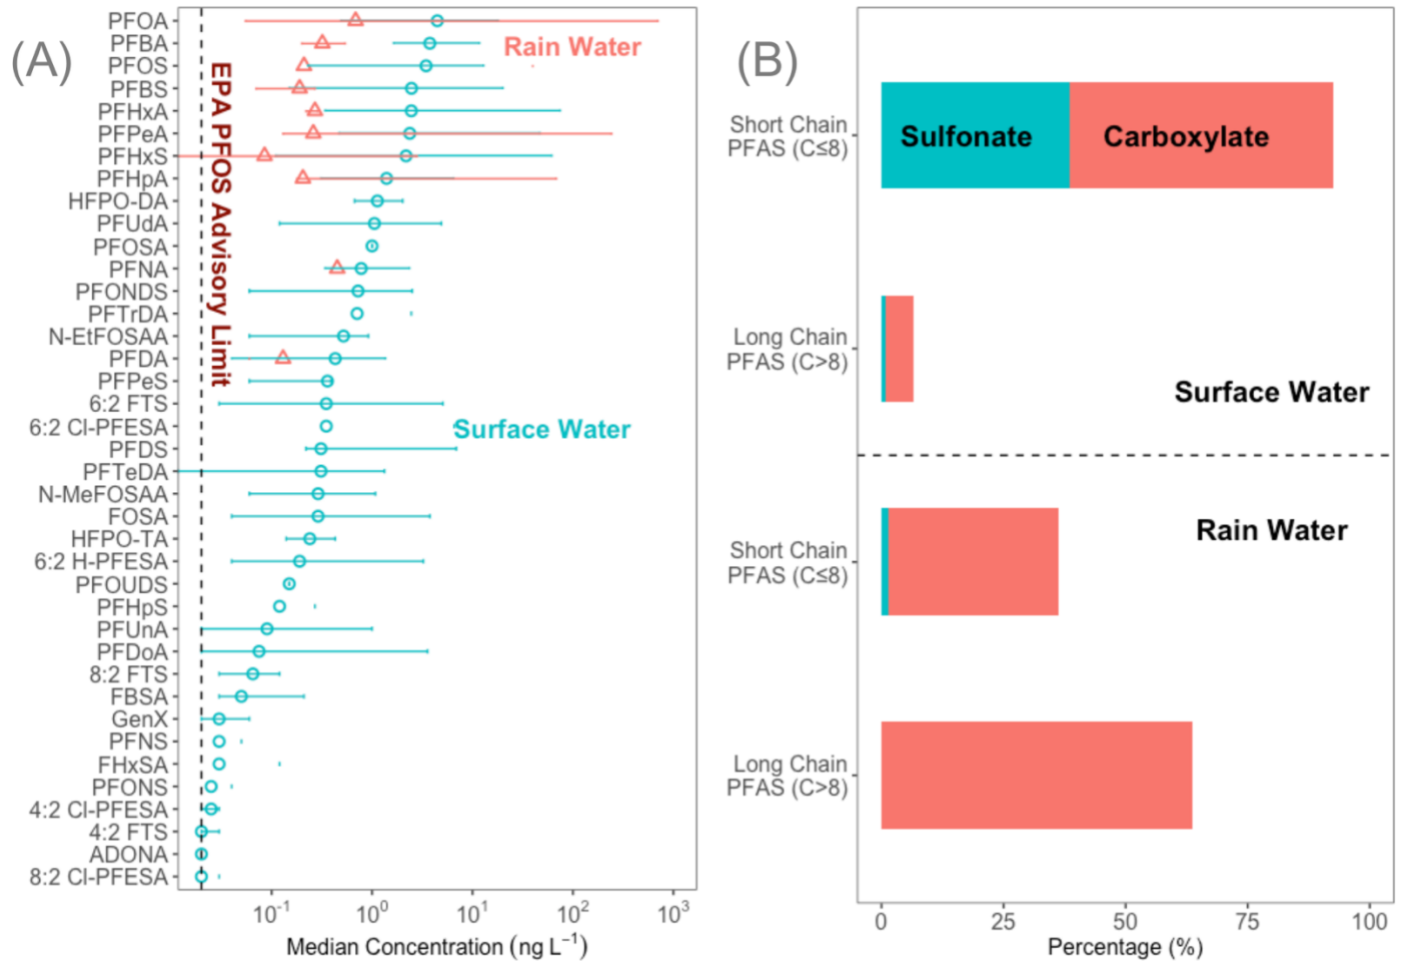 (A)
PFOA
PFBA
PFOS
PFBS
PFHxA
PFPeA
PFHxS
PFHpA
HFPO-DA
PFUdA
PFOSA
PFNA
PFONDS
PFTrDA
N-EtFOSAA
PFDA
PFPeS
6:2 FTS
6:2 Cl-PFESA
PFDS
PFTeDA
N-MeFOSAA
FOSA
HFPO-TA
6:2 H-PFESA
PFOUDS
PFHpS
PFUnA
PFDoA
8:2 FTS
FBSA
GenX
PFNS
FHxSA
PFONS
4:2 Cl-PFESA
4:2 FTS
ADONA
8:2 Cl-PFESA
EPA PFOS Advisory Limit
Rain Water
Surface Water
10⁻¹ 10⁰ 10¹ 10² 10³
Median Concentration (ng L⁻¹)
(B)
Short Chain
PFAS (C≤8)
Sulfonate Carboxylate
Long Chain
PFAS (C>8)
Surface Water
Rain Water
Short Chain
PFAS (C≤8)
Long Chain
PFAS (C>8)
0 25 50 75 100
Percentage (%)